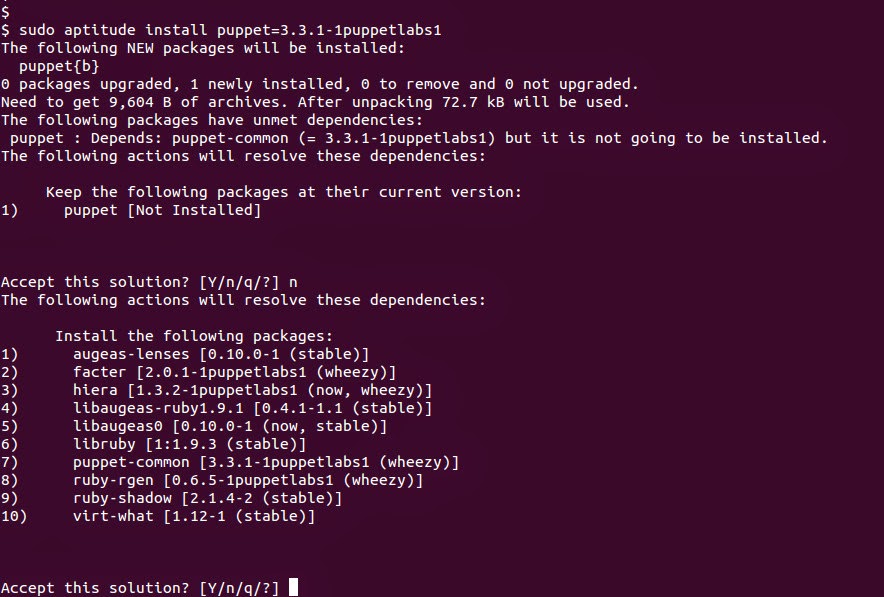 $
$ sudo aptitude install puppet=3.3.1-1puppetlabs1
The following NEW packages will be installed:
  puppet{b}
0 packages upgraded, 1 newly installed, 0 to remove and 0 not upgraded.
Need to get 9,604 B of archives. After unpacking 72.7 kB will be used.
The following packages have unmet dependencies:
 puppet : Depends: puppet-common (= 3.3.1-1puppetlabs1) but it is not going to be installed.
The following actions will resolve these dependencies:
     Keep the following packages at their current version:
1)     puppet [Not Installed]
Accept this solution? [Y/n/q/?] n
The following actions will resolve these dependencies:
      Install the following packages:
1)      augeas-lenses [0.10.0-1 (stable)]
2)      facter [2.0.1-1puppetlabs1 (wheezy)]
3)      hiera [1.3.2-1puppetlabs1 (now, wheezy)]
4)      libaugeas-ruby1.9.1 [0.4.1-1.1 (stable)]
5)      libaugeas0 [0.10.0-1 (now, stable)]
6)      libruby [1:1.9.3 (stable)]
7)      puppet-common [3.3.1-1puppetlabs1 (wheezy)]
8)      ruby-rgen [0.6.5-1puppetlabs1 (wheezy)]
9)      ruby-shadow [2.1.4-2 (stable)]
10)     virt-what [1.12-1 (stable)]
Accept this solution? [Y/n/q/?]